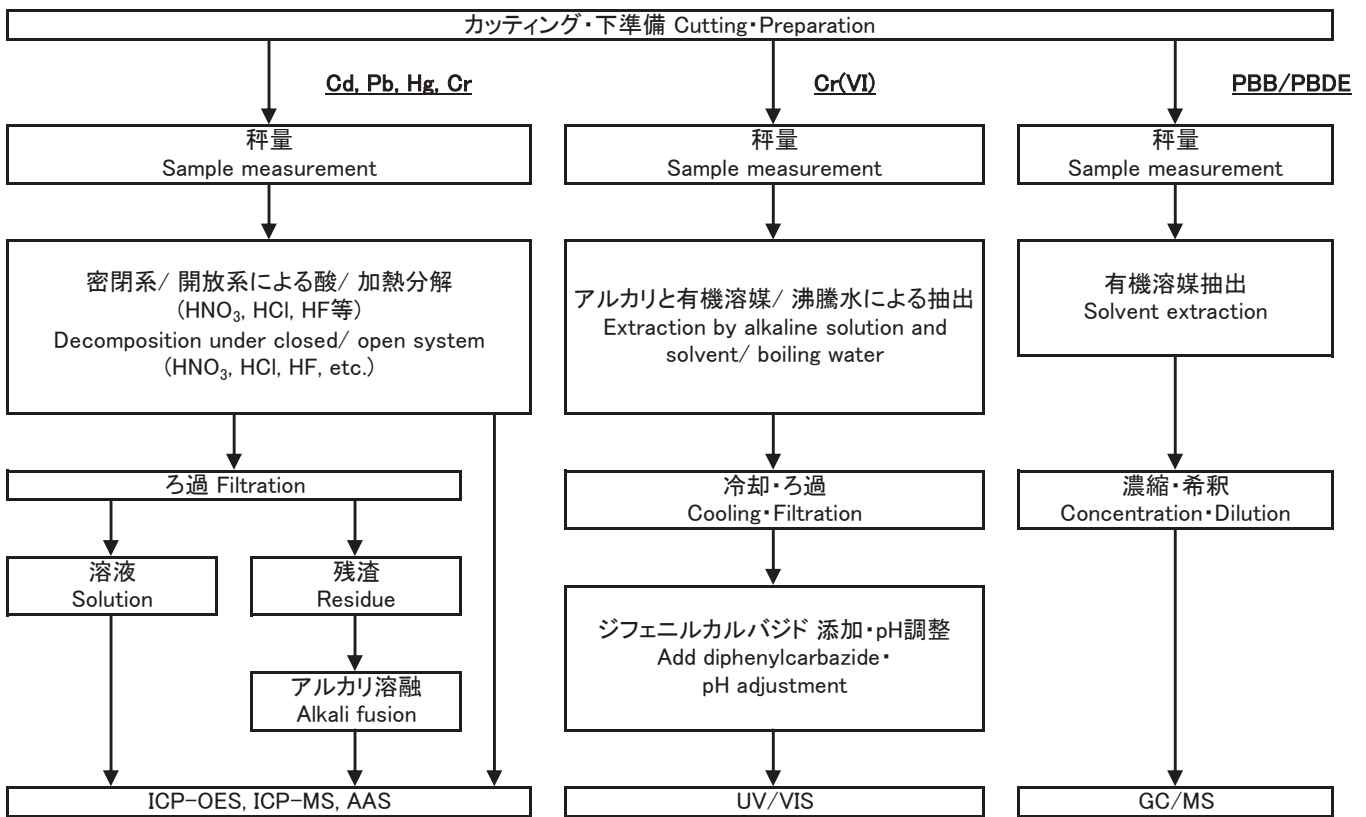 カッティング・下準備 Cutting・Preparation
Cd, Pb, Hg, Cr
Cr(VI)
PBB/PBDE
秤量
Sample measurement
秤量
Sample measurement
秤量
Sample measurement
密閉系/ 開放系による酸/ 加熱分解
(HNO₃, HCl, HF等)
Decomposition under closed/ open system
(HNO₃, HCl, HF, etc.)
アルカリと有機溶媒/ 沸騰水による抽出
Extraction by alkaline solution and
solvent/ boiling water
有機溶媒抽出
Solvent extraction
ろ過 Filtration
冷却・ろ過
Cooling・Filtration
濃縮・希釈
Concentration・Dilution
溶液
Solution
残渣
Residue
ジフェニルカルバジド 添加・pH調整
Add diphenylcarbazide・
pH adjustment
アルカリ溶融
Alkali fusion
ICP-OES, ICP-MS, AAS
UV/VIS
GC/MS